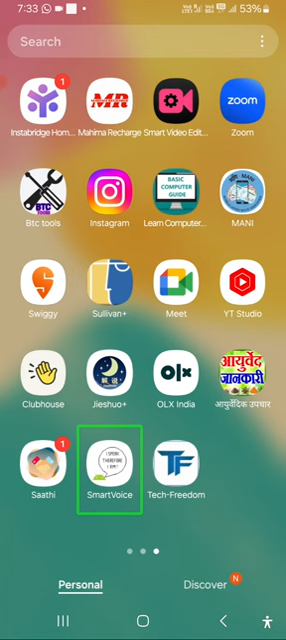 7:33
53%
Search
1
MR
zoom
Instabridge Hom...
Mahima Recharge
Smart Video Edit...
Zoom
BTC
TOOLS
BASIC
COMPUTER
GUIDE
MANI
Btc tools
Instagram
Learn Computer...
MANI
Swiggy
Sullivan+
Meet
YT Studio
olx
आयुर्वेद
जानकारी
Clubhouse
Jieshuo+
OLX India
आयुर्वेदिक उपचार
1
I SPEAK
THEREFORE
I AM!
TF
Saathi
SmartVoice
Tech-Freedom
Personal
Discover
N